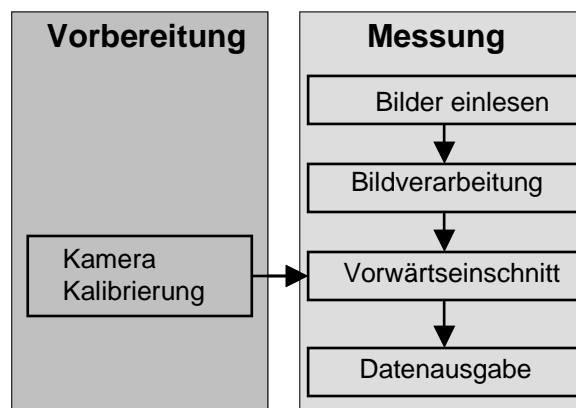 Vorbereitung
Kamera
Kalibrierung
Messung
Bilder einlesen
Bildverarbeitung
Vorwärtseinschnitt
Datenausgabe